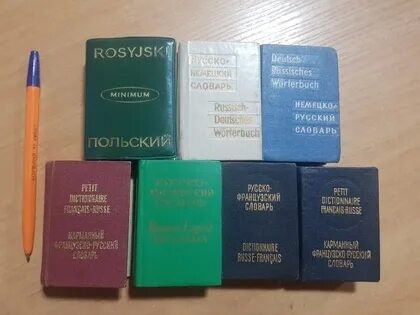 ROSYJSKI
MINIMUM
ПОЛЬСКИЙ
РУССКО-
НЕМЕЦКИЙ
СЛОВАРЬ
Russisch-
Deutsches
Wörterbuch
Deutsch-
Russisches
Wörterbuch
НЕМЕЦКО-
РУССКИЙ
СЛОВАРЬ
PETIT
DICTIONNAIRE
FRANÇAIS-RUSSE
КАРМАННЫЙ
ФРАНЦУЗСКО-РУССКИЙ
СЛОВАРЬ
РУССКО-
ФРАНЦУЗСКИЙ
СЛОВАРЬ
DICTIONNAIRE
RUSSE-FRANÇAIS
PETIT
DICTIONNAIRE
FRANÇAIS-RUSSE
КАРМАННЫЙ
ФРАНЦУЗСКО-РУССКИЙ
СЛОВАРЬ